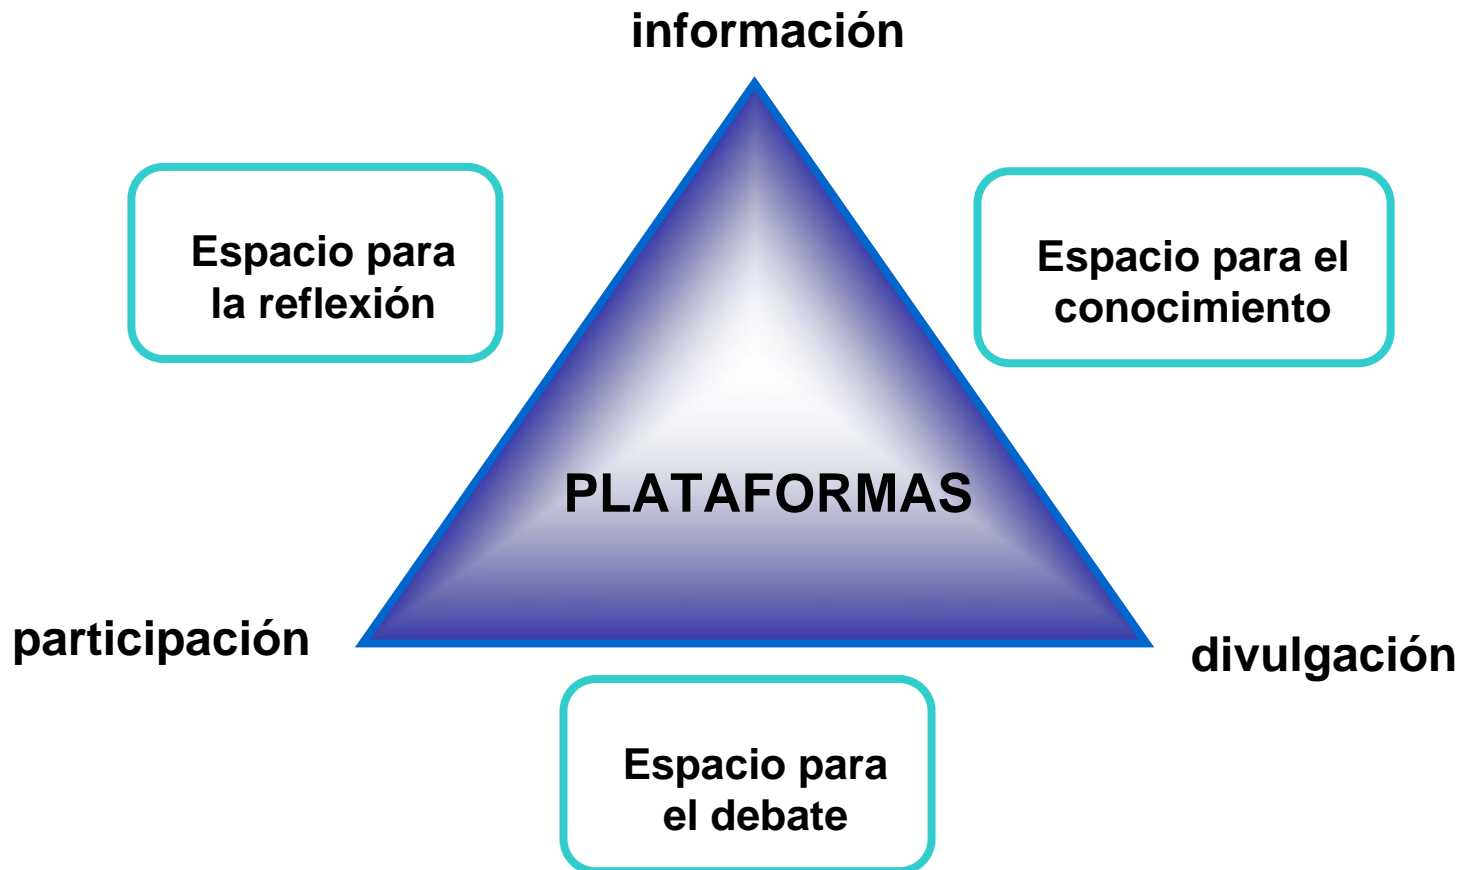 información
Espacio para
la reflexión
Espacio para el
conocimiento
PLATAFORMAS
participación
divulgación
Espacio para
el debate